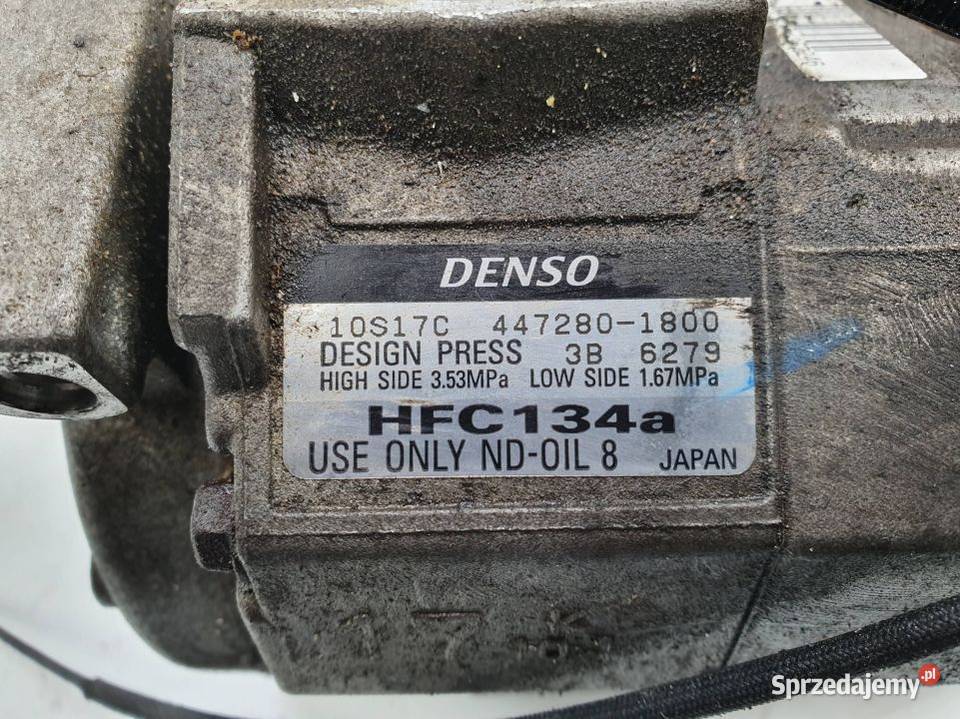 DENSO
10S17C 447280-1800
DESIGN PRESS 3B 6279
HIGH SIDE 3.53MPa LOW SIDE 1.67MPa
HFC134a
USE ONLY ND-OIL 8 JAPAN
17
Sprzedajemy.pl